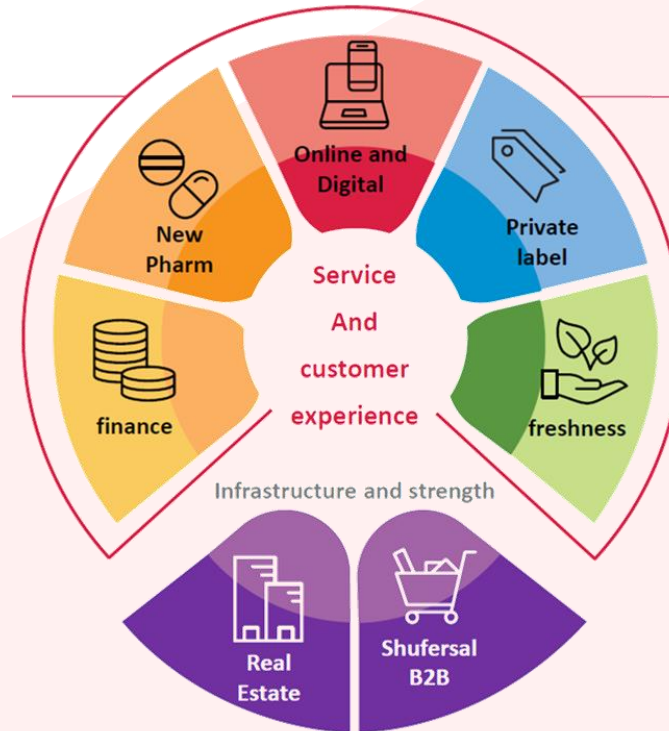 Online and
Digital
New
Pharm
Private
label
Service
And
customer
experience
finance
freshness
Infrastructure and strength
Real
Estate
Shufersal
B2B